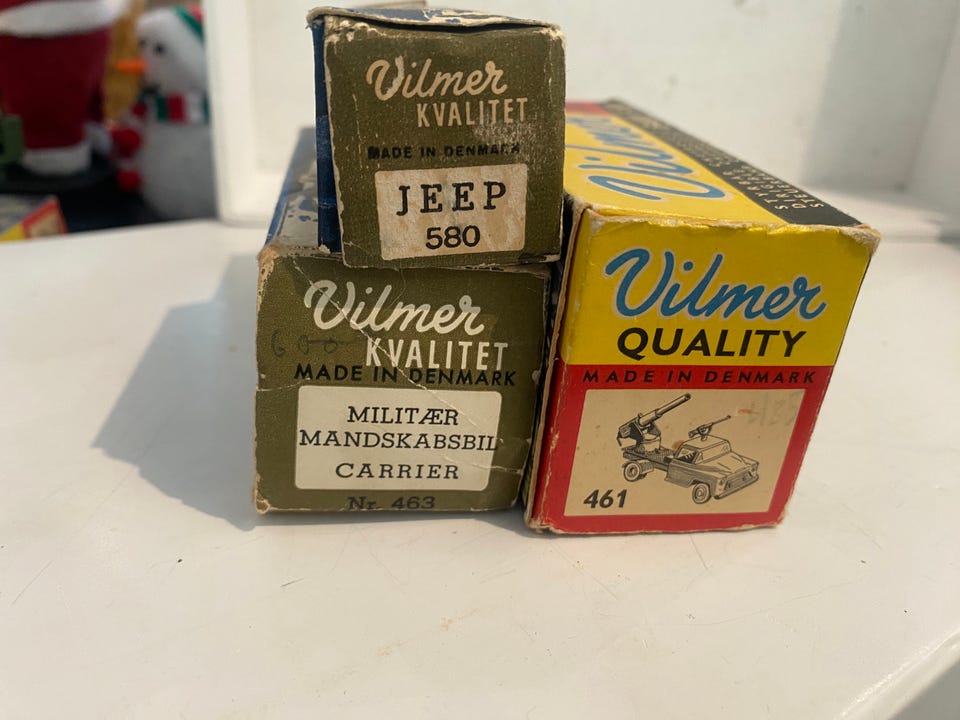 Vilmer
KVALITET
MADE IN DENMARK
JEEP
580
Vilmer
KVALITET
MADE IN DENMARK
600
MILITÆR
MANDSKABSBIL
CARRIER
Nr. 463
Vilmer
Vilmer
QUALITY
MADE IN DENMARK
461